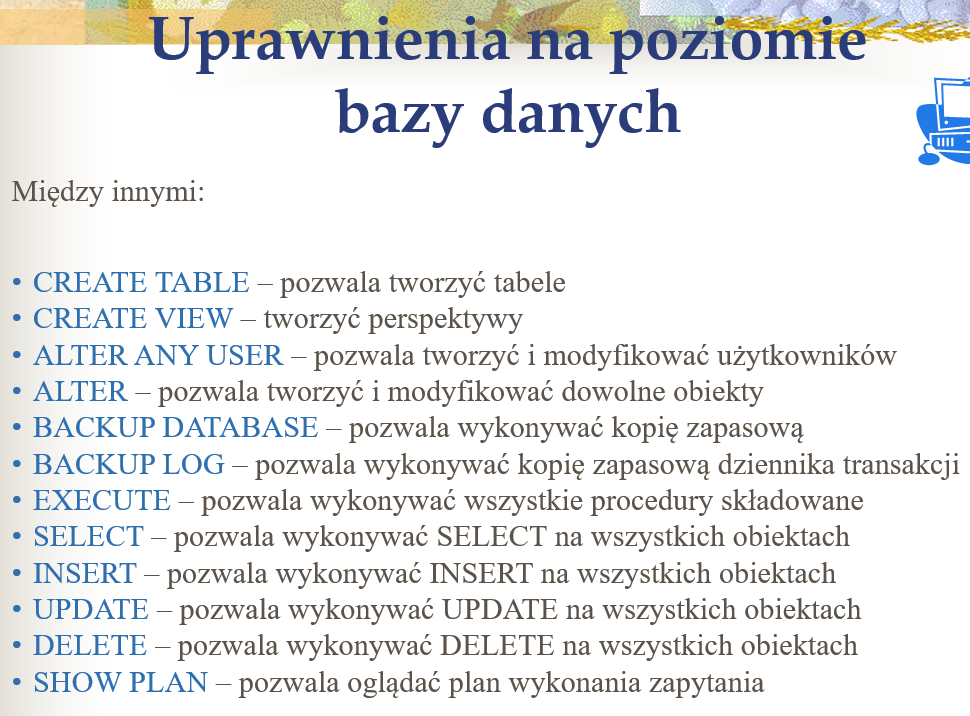 Uprawnienia na poziomie
bazy danych
Między innymi:
• CREATE TABLE – pozwala tworzyć tabele
• CREATE VIEW – tworzyć perspektywy
• ALTER ANY USER – pozwala tworzyć i modyfikować użytkowników
• ALTER – pozwala tworzyć i modyfikować dowolne obiekty
• BACKUP DATABASE – pozwala wykonywać kopię zapasową
• BACKUP LOG – pozwala wykonywać kopię zapasową dziennika transakcji
• EXECUTE – pozwala wykonywać wszystkie procedury składowane
• SELECT – pozwala wykonywać SELECT na wszystkich obiektach
• INSERT – pozwala wykonywać INSERT na wszystkich obiektach
• UPDATE – pozwala wykonywać UPDATE na wszystkich obiektach
• DELETE – pozwala wykonywać DELETE na wszystkich obiektach
• SHOW PLAN – pozwala oglądać plan wykonania zapytania